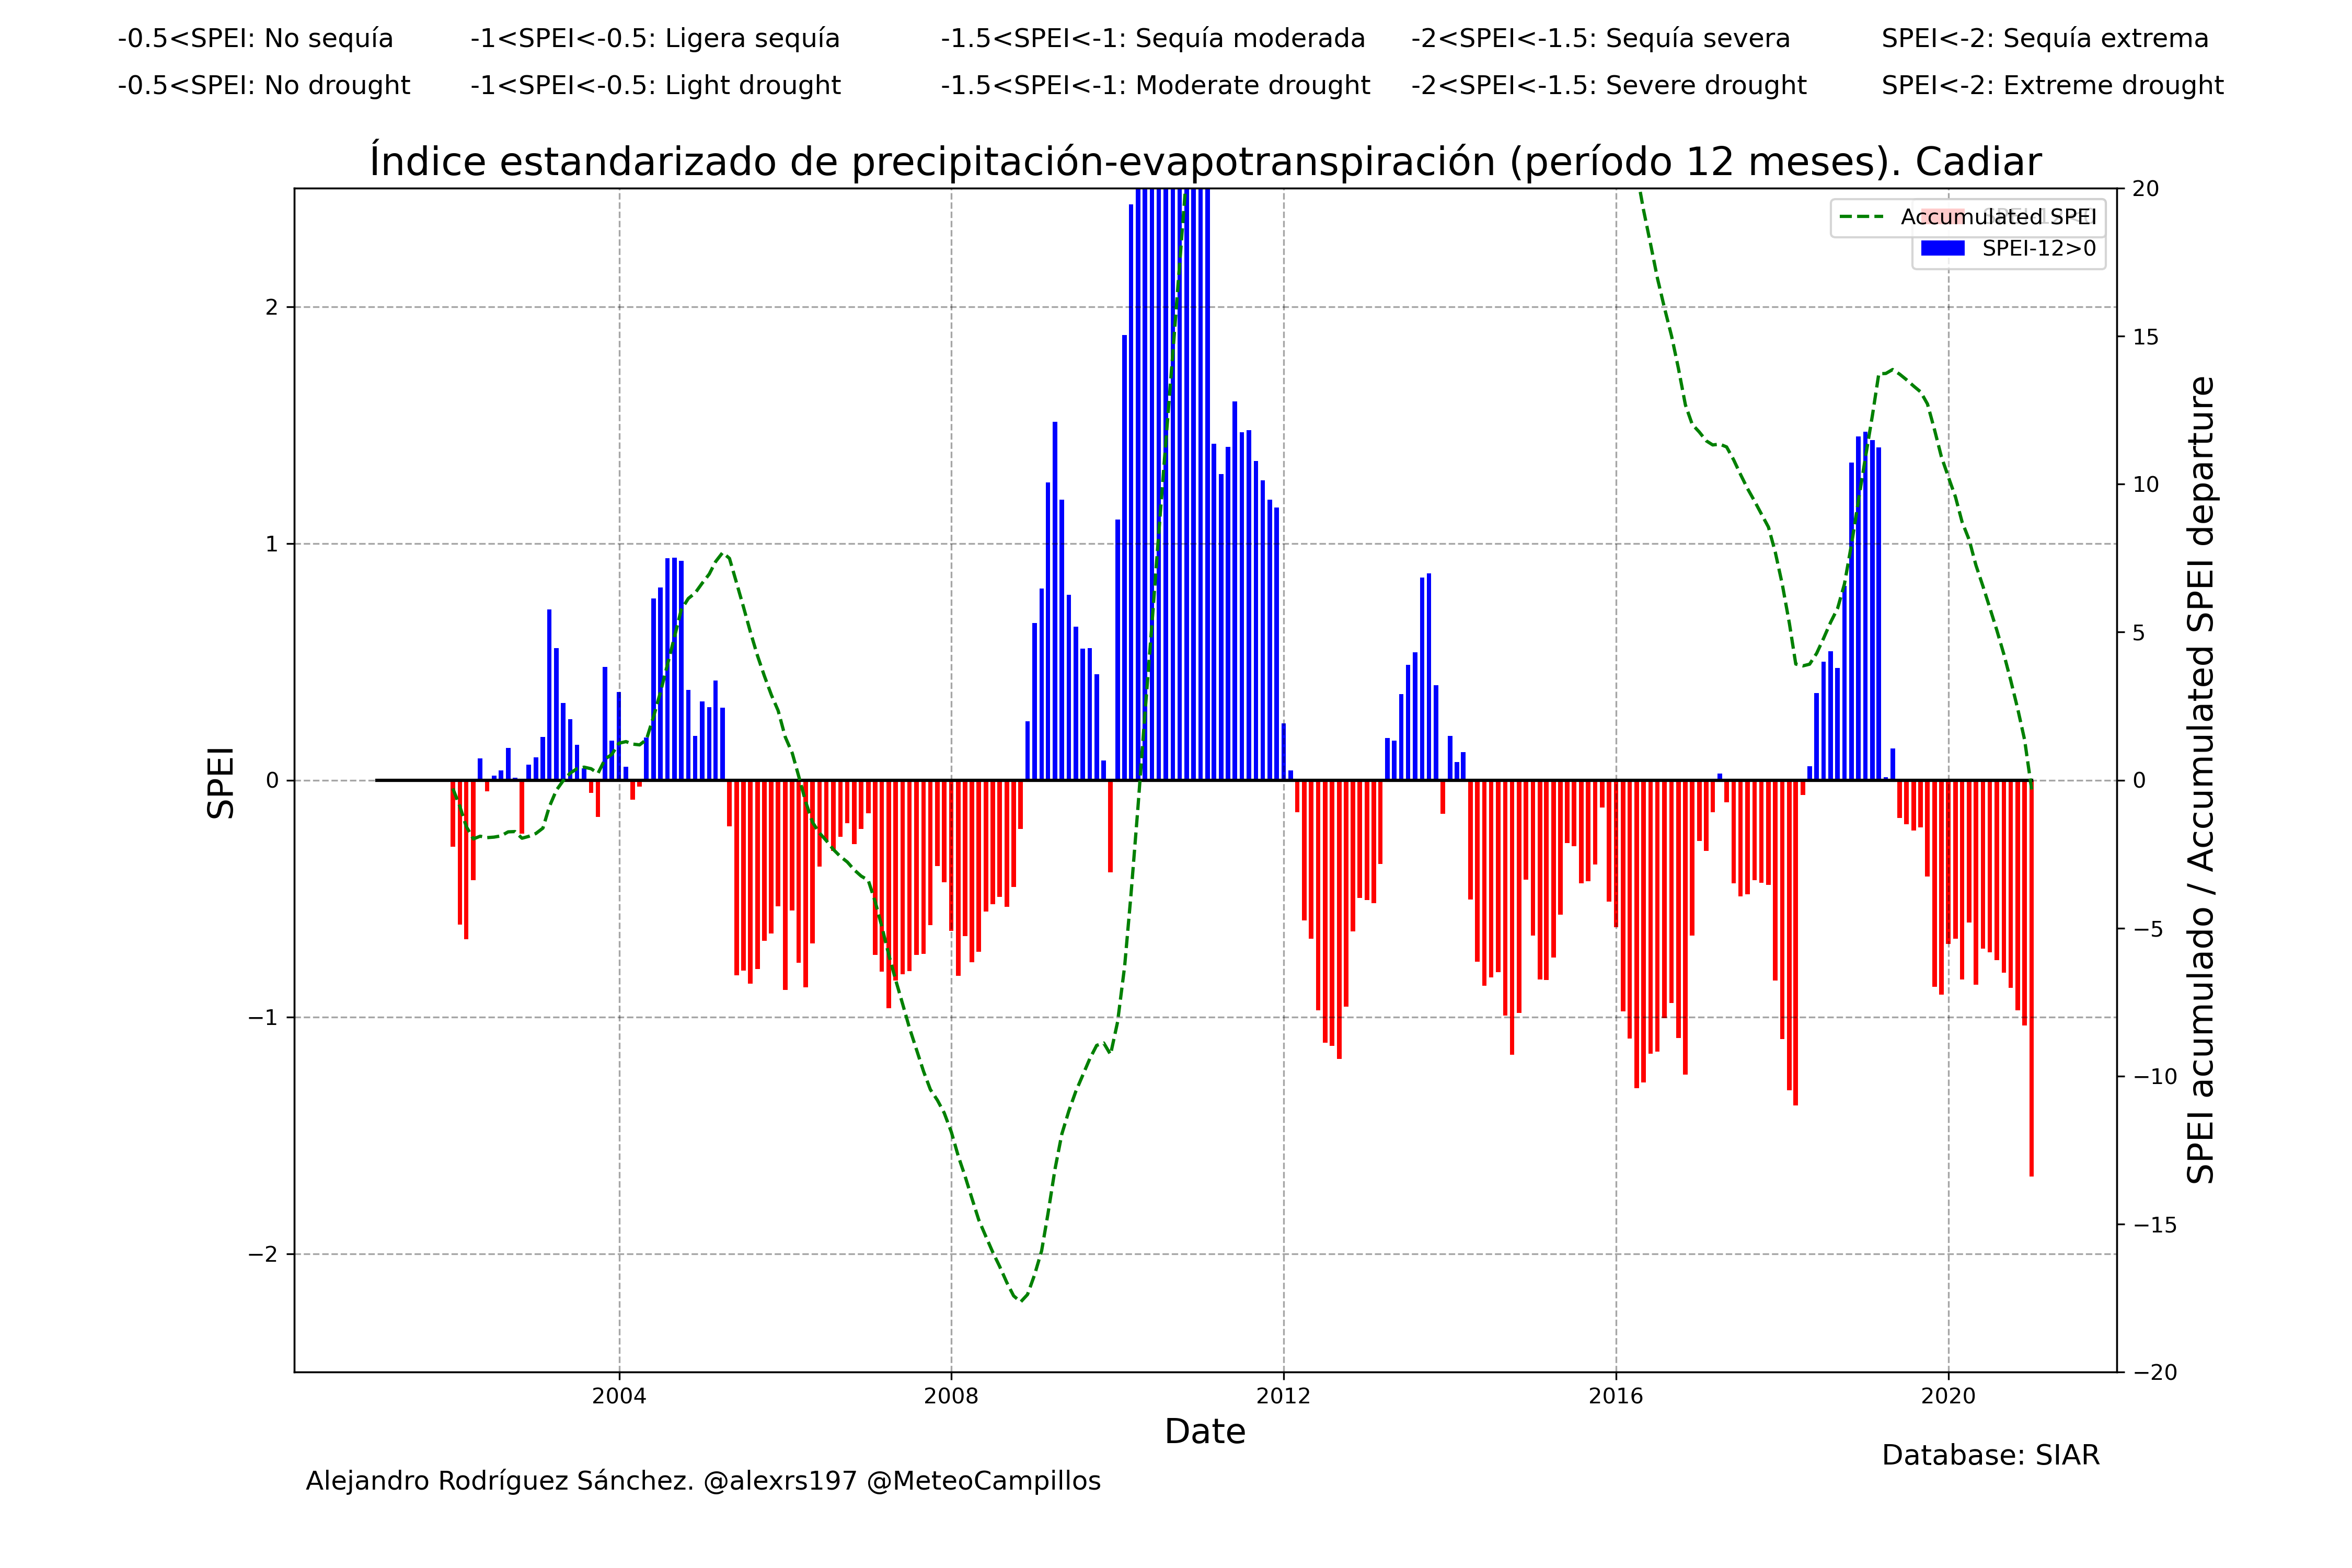 -0.5<SPEI: No sequía -1<SPEI<-0.5: Ligera sequía -1.5<SPEI<-1: Sequía moderada -2<SPEI<-1.5: Sequía severa SPEI<-2: Sequía extrema
-0.5<SPEI: No drought -1<SPEI<-0.5: Light drought -1.5<SPEI<-1: Moderate drought -2<SPEI<-1.5: Severe drought SPEI<-2: Extreme drought
Índice estandarizado de precipitación-evapotranspiración (período 12 meses). Cadiar
Accumulated SPEI
SPEI-12>0
SPEI
2
1
0
−1
−2
20
15
10
5
0
−5
−10
−15
−20
SPEI acumulado / Accumulated SPEI departure
2004 2008 2012 2016 2020
Date
Database: SIAR
Alejandro Rodríguez Sánchez. @alexrs197 @MeteoCampillos